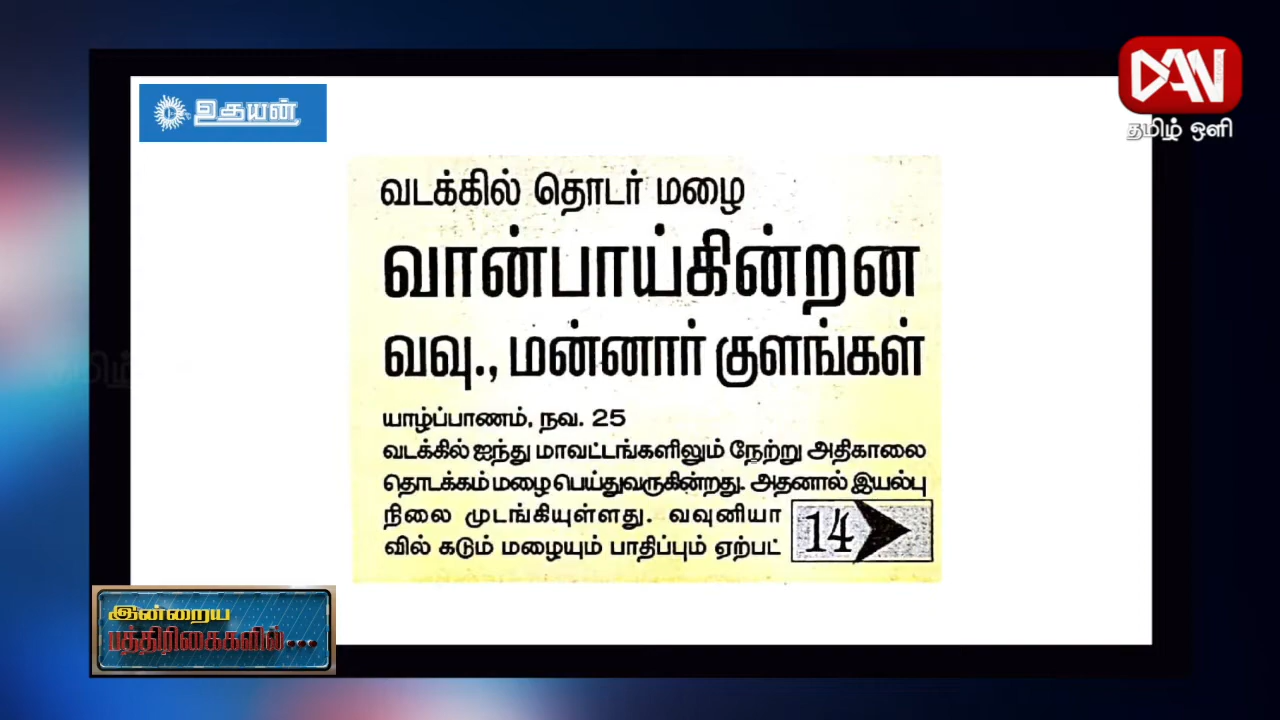 உதயன்
DAN
தமிழ் ஒளி
வடக்கில் தொடர் மழை
வான்பாய்கின்றன
வவு., மன்னார் குளங்கள்
யாழ்ப்பாணம், நவ. 25
வடக்கில் ஐந்து மாவட்டங்களிலும் நேற்று அதிகாலை
தொடக்கம் மழை பெய்துவருகின்றது. அதனால் இயல்பு
நிலை முடங்கியுள்ளது. வவுனியா
வில் கடும் மழையும் பாதிப்பும் ஏற்பட்
14
தமிழ்
இன்றைய
பத்திரிகைகளில்...